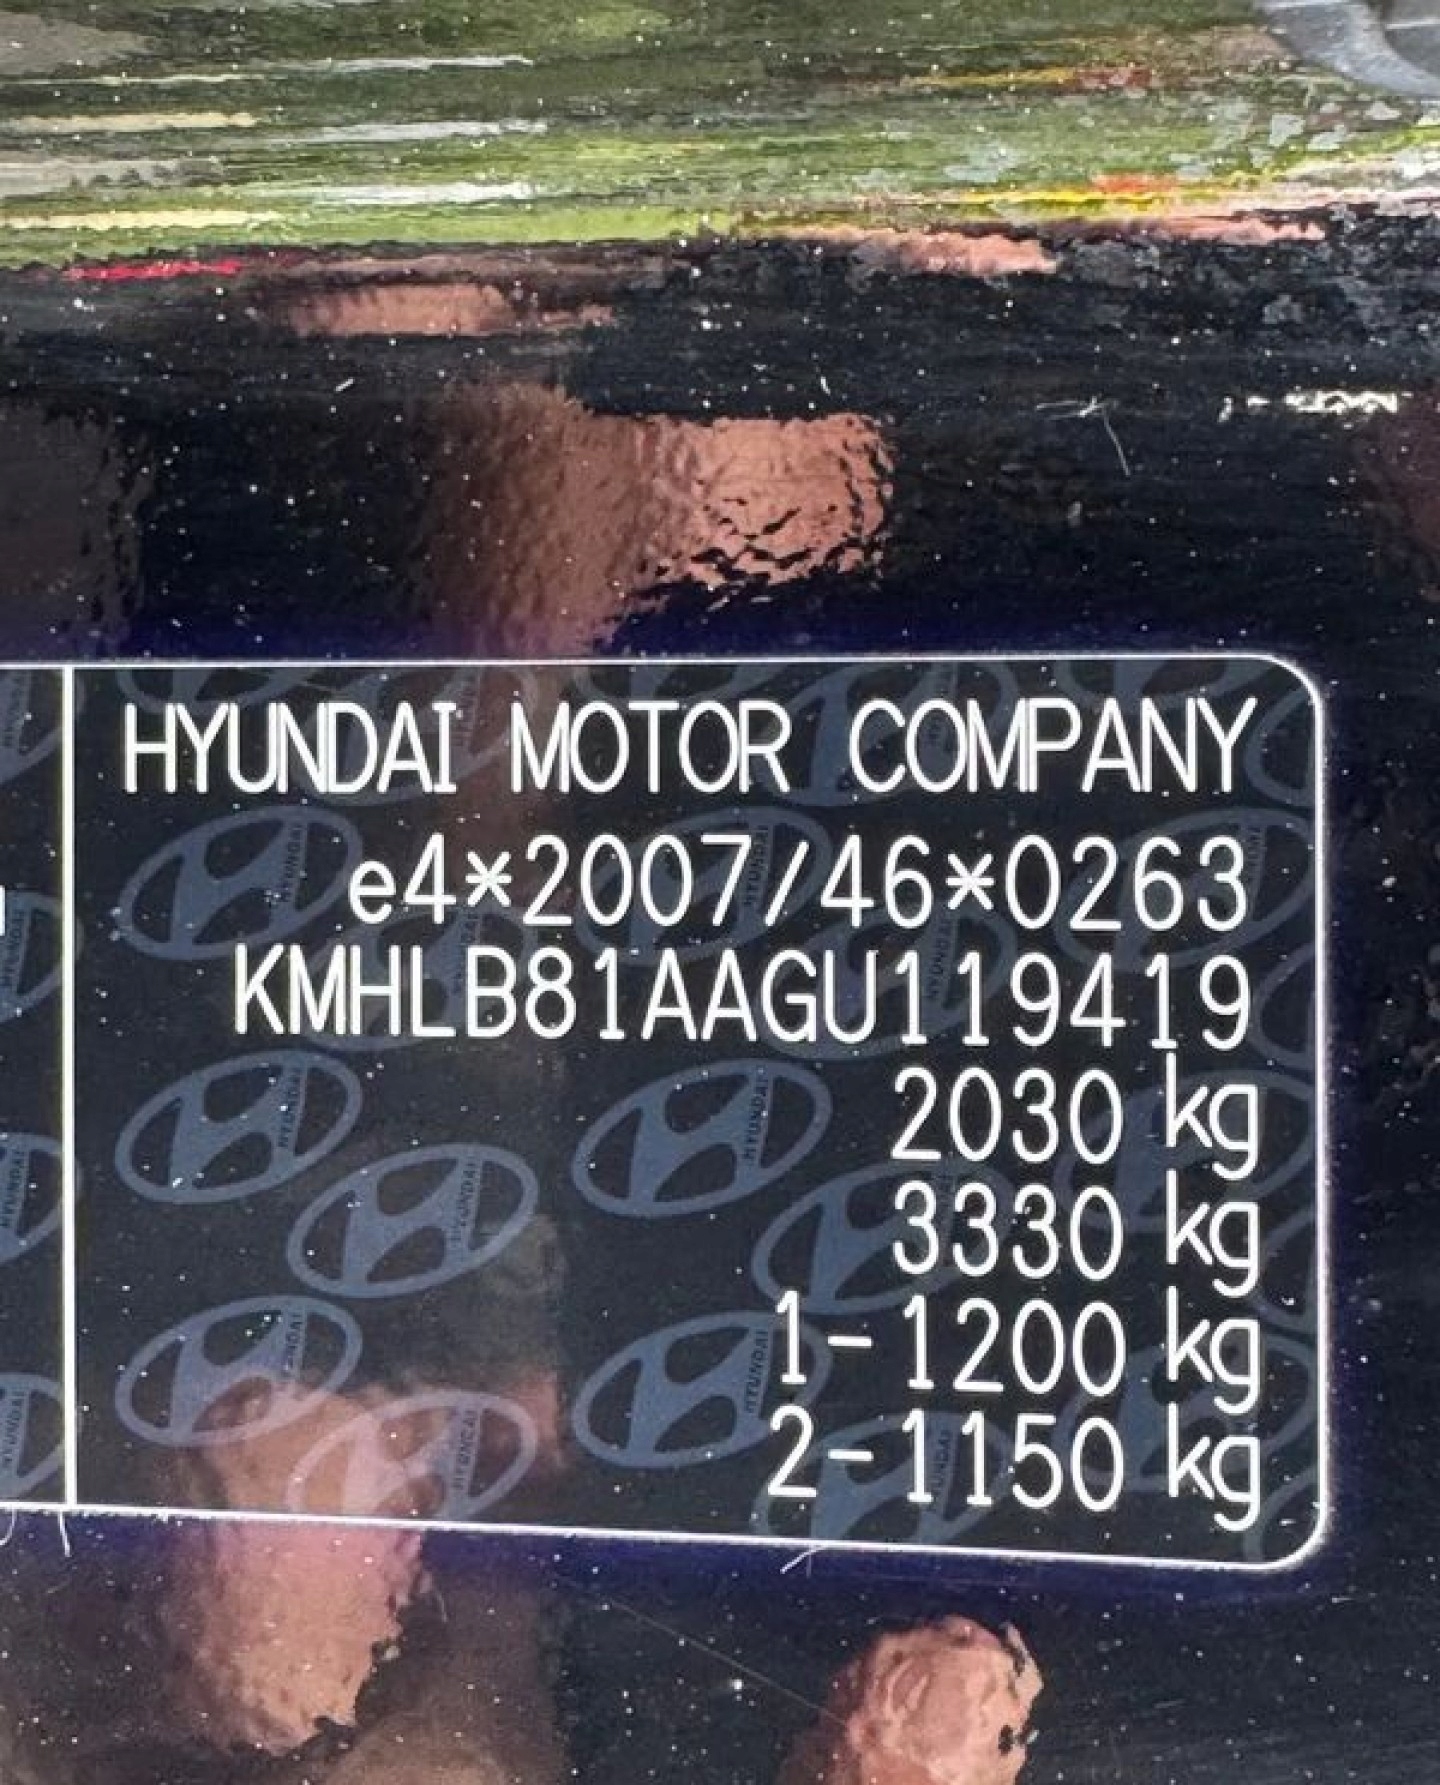 HYUNDAI MOTOR COMPANY
e4*2007/46*0263
KMHLB81AAGU119419
2030 kg
3330 kg
1-1200 kg
2-1150 kg